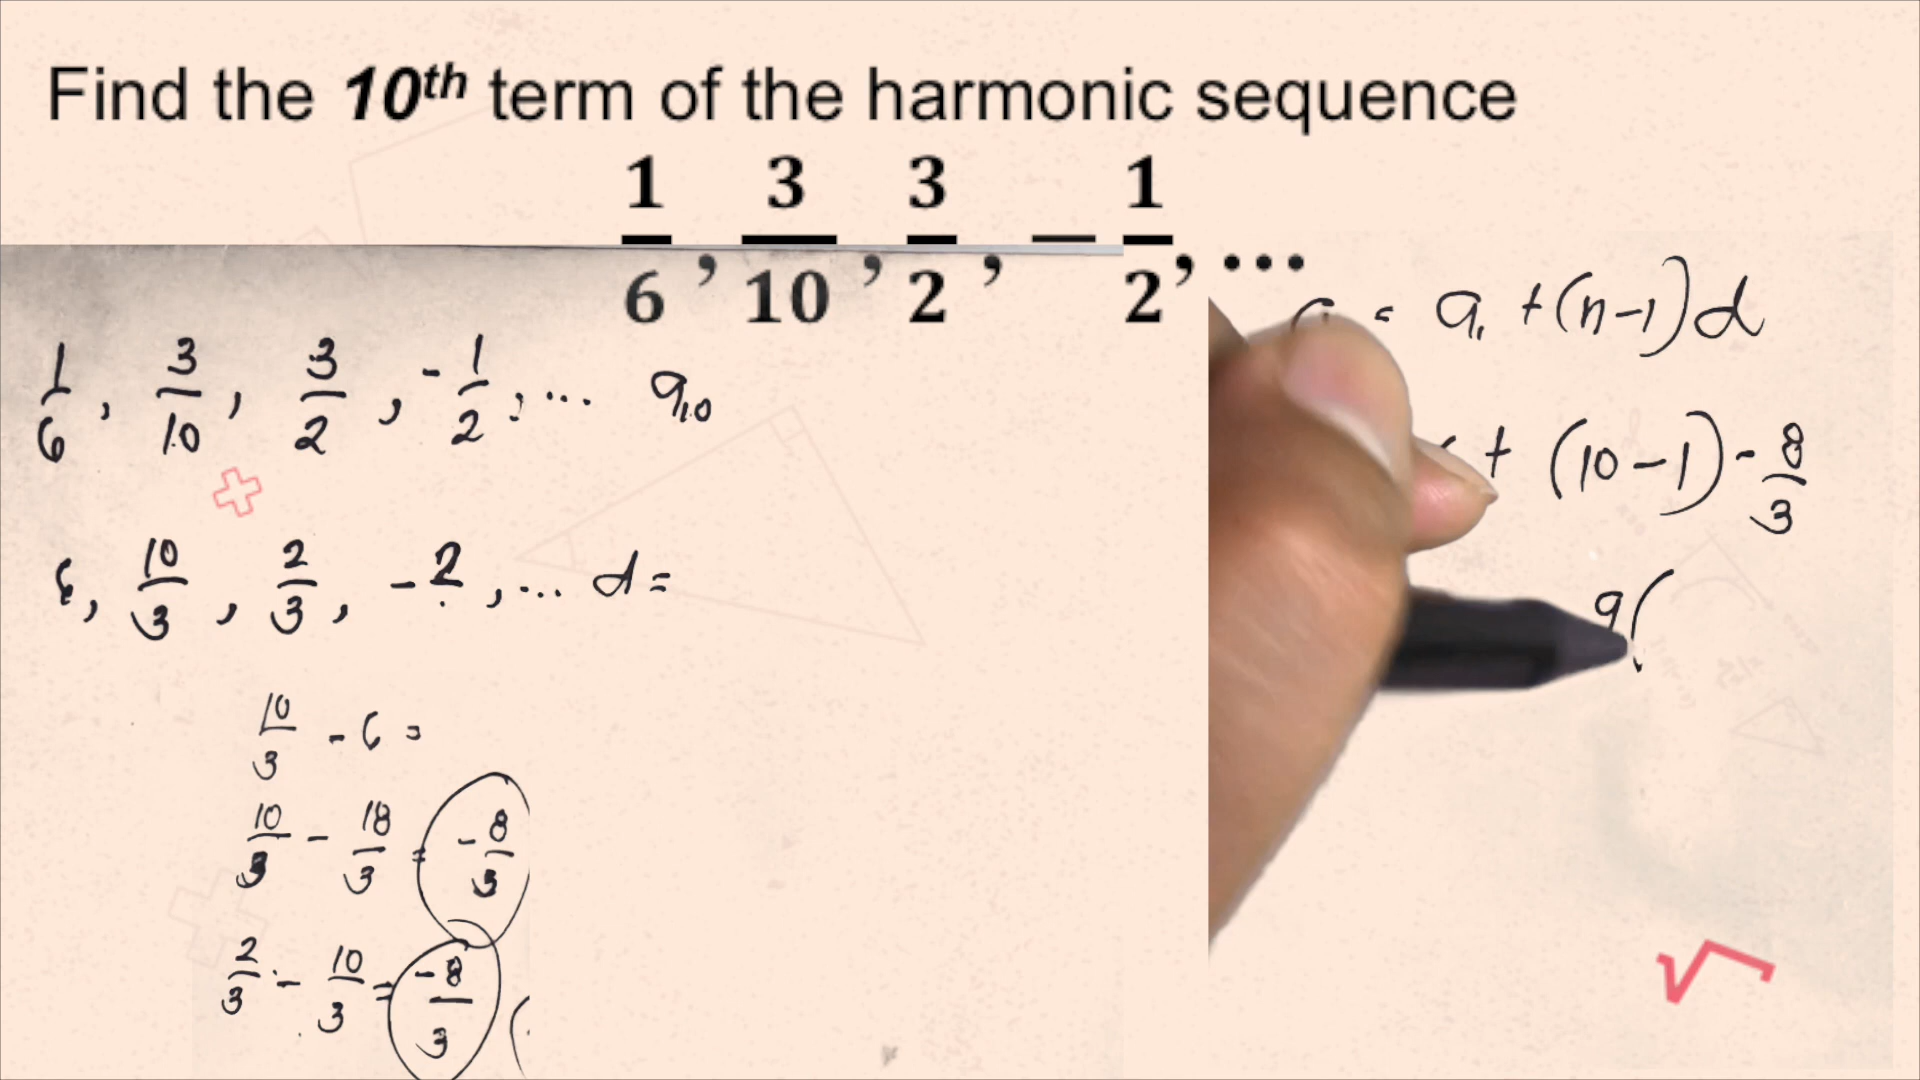 Find the 10th term of the harmonic sequence
1/6, 3/10, 3/2, - 1/2, ...
1/6, 3/10, 3/2, - 1/2, ... a10
6, 10/3, 2/3, - 2, ... d =
10/3 - 6 =
10/3 - 18/3 = - 8/3
2/3 - 10/3 = - 8/3
(
= a1 + (n-1)d
+ (10-1) - 8/3
9(